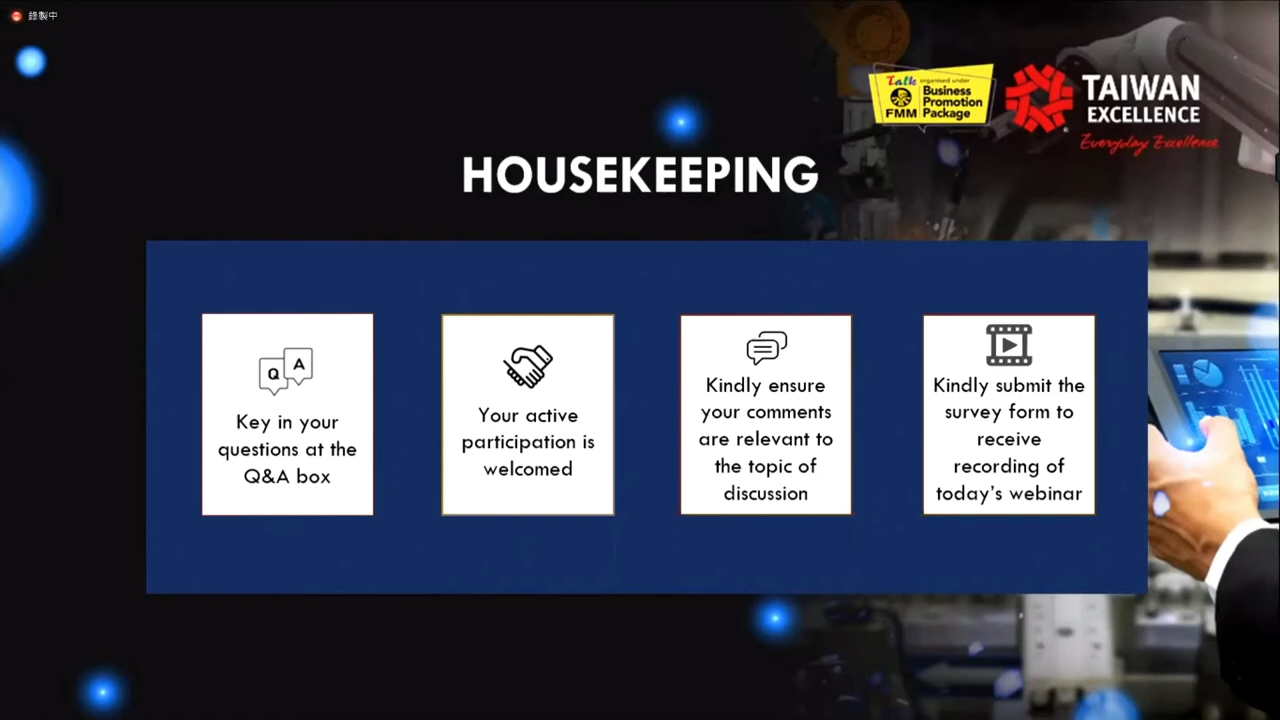 錄製中
Talk organised under
FMM
Business
Promotion
Package
TAIWAN
EXCELLENCE
Everyday Excellence
HOUSEKEEPING
Q A
Key in your
questions at the
Q&A box
Your active
participation is
welcomed
Kindly ensure
your comments
are relevant to
the topic of
discussion
Kindly submit the
survey form to
receive
recording of
today's webinar